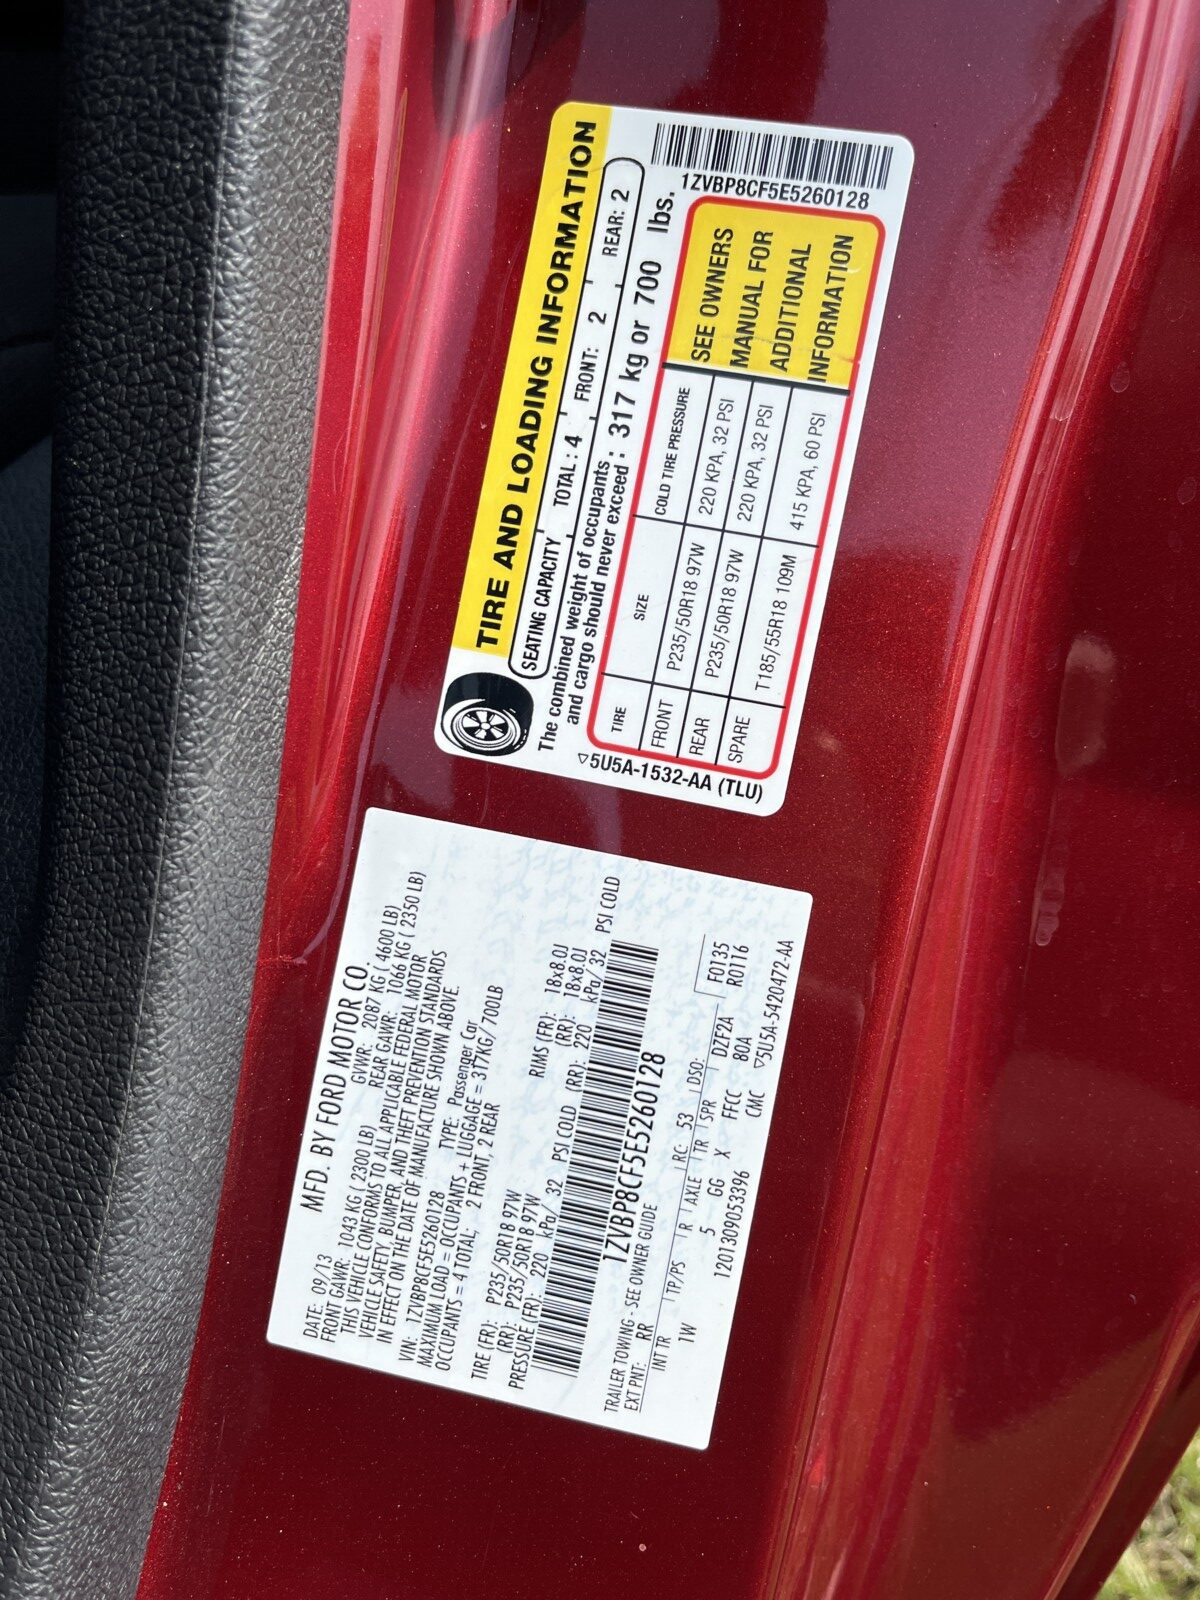 TIRE AND LOADING INFORMATION
SEATING CAPACITY TOTAL : 4 FRONT: 2 REAR: 2
The combined weight of occupants
and cargo should never exceed : 317 kg or 700 lbs.
TIRE SIZE COLD TIRE PRESSURE
FRONT P235/50R18 97W 220 KPA, 32 PSI
REAR P235/50R18 97W 220 KPA, 32 PSI
SPARE T185/55R18 109M 415 KPA, 60 PSI
SEE OWNERS
MANUAL FOR
ADDITIONAL
INFORMATION
5U5A-1532-AA (TLU)
1ZVBP8CF5E5260128
MFD. BY FORD MOTOR CO.
DATE: 09/13 GVWR: 2087 KG ( 4600 LB)
FRONT GAWR: 1043 KG ( 2300 LB) REAR GAWR: 1066 KG ( 2350 LB)
THIS VEHICLE CONFORMS TO ALL APPLICABLE FEDERAL MOTOR
VEHICLE SAFETY, BUMPER, AND THEFT PREVENTION STANDARDS
IN EFFECT ON THE DATE OF MANUFACTURE SHOWN ABOVE.
VIN: 1ZVBP8CF5E5260128 TYPE: Passenger Car
MAXIMUM LOAD = OCCUPANTS + LUGGAGE = 317KG/ 700LB
OCCUPANTS = 4 TOTAL; 2 FRONT, 2 REAR
TIRE (FR): P235/50R18 97W RIMS (FR): 18x8.0J
(RR): P235/50R18 97W (RR): 18x8.0J
PRESSURE (FR): 220 kPa/ 32 PSI COLD (RR): 220 kPa/ 32 PSI COLD
1ZVBP8CF5E5260128
TRAILER TOWING - SEE OWNER GUIDE
EXT PNT: RR RC: 53 DSO: F0135
R0116
INT TR TP/PS R AXLE TR SPR DZF2A
1W 5 GG X FFCC 80A
1201309053396 CMC 5U5A-5420472-AA